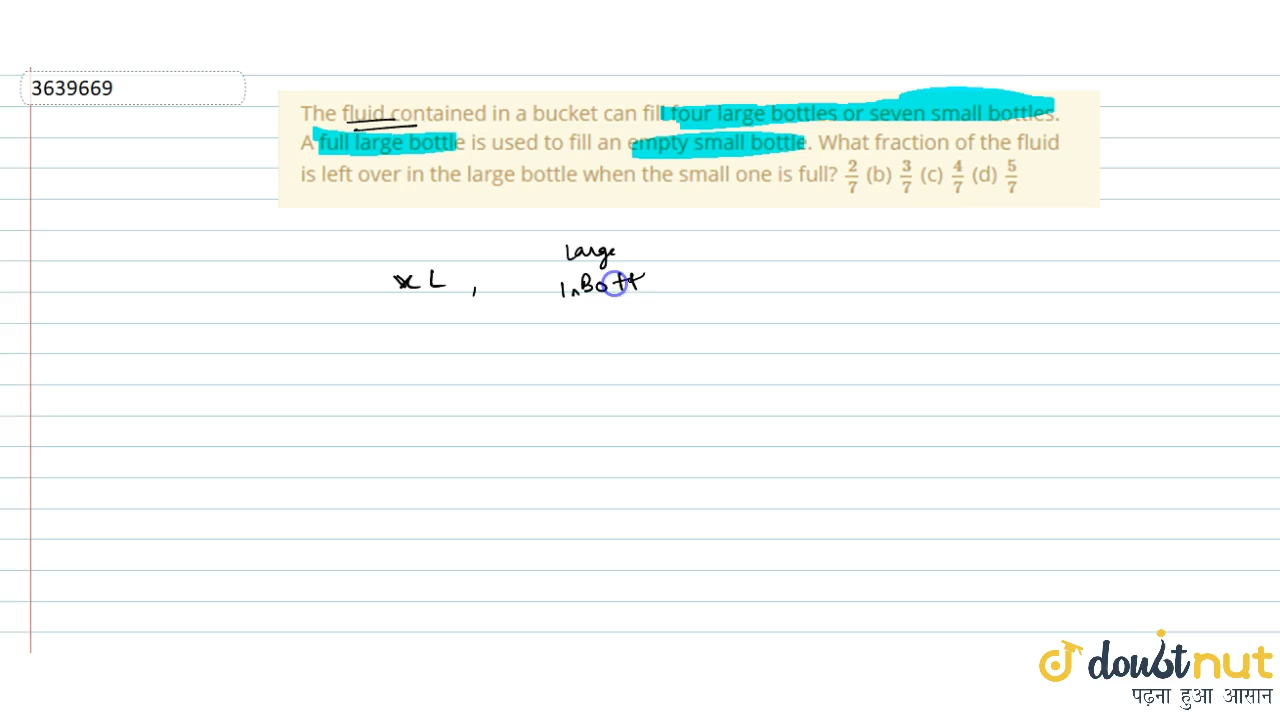 3639669
The fluid contained in a bucket can fill four large bottles or seven small bottles.
A full large bottle is used to fill an empty small bottle. What fraction of the fluid
is left over in the large bottle when the small one is full? 2/7 (b) 3/7 (c) 4/7 (d) 5/7
Large
x L , In Bott
doubtnut
पढ़ना हुआ आसान